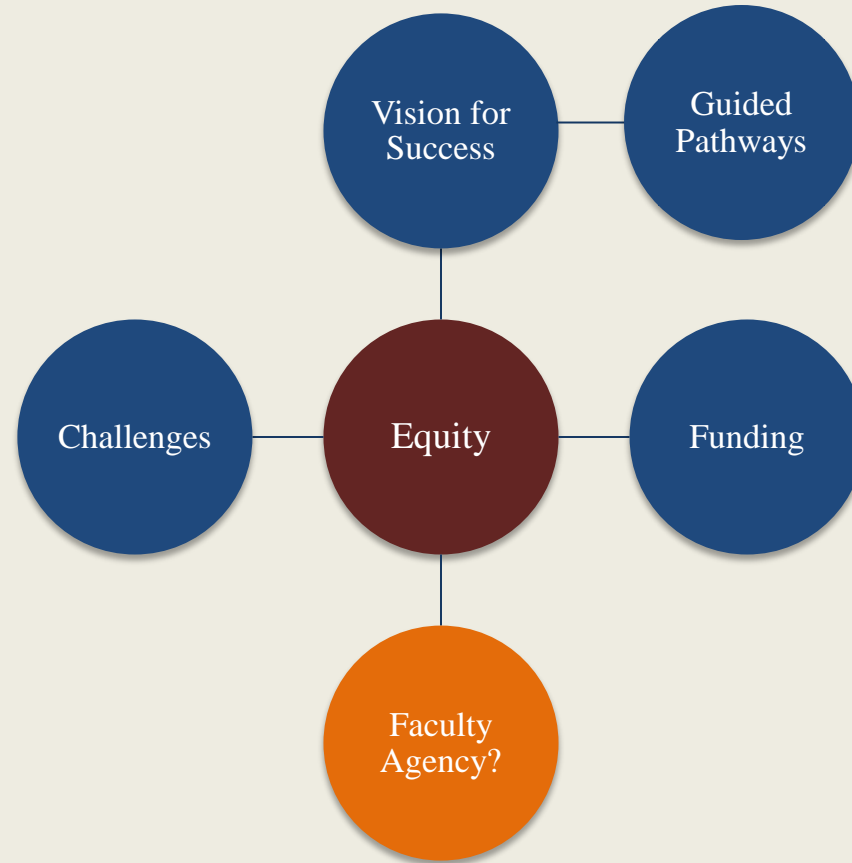 Vision for
Success
Guided
Pathways
Challenges
Equity
Funding
Faculty
Agency?